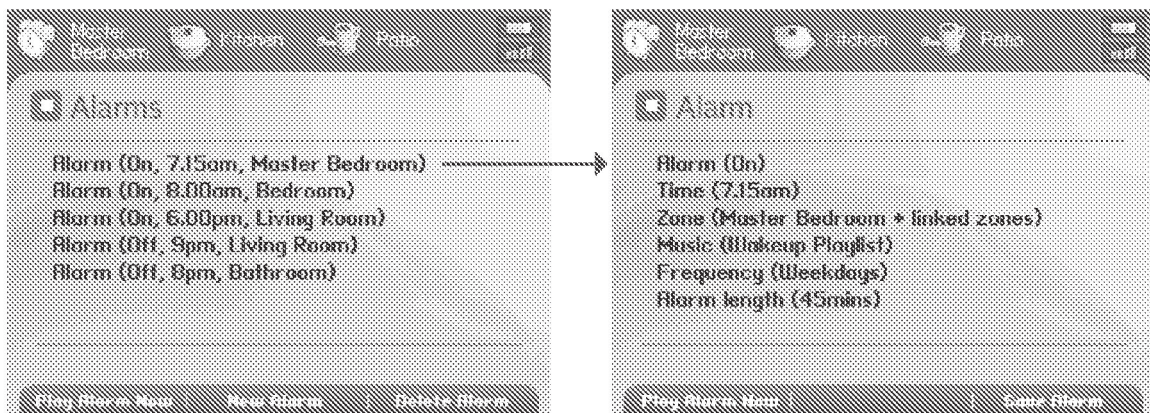 Master
Bedroom
Kitchen
Patio
Alarms
Alarm (On, 7.15am, Master Bedroom)
Alarm (On, 8.00am, Bedroom)
Alarm (On, 6.00pm, Living Room)
Alarm (Off, 9pm, Living Room)
Alarm (Off, 8pm, Bathroom)
Play Alarm Now
New Alarm
Delete Alarm
Master
Bedroom
Kitchen
Patio
Alarm
Alarm (On)
Time (7.15am)
Zone (Master Bedroom + linked zones)
Music (Wakeup Playlist)
Frequency (Weekdays)
Alarm length (45mins)
Play Alarm Now
Save Alarm